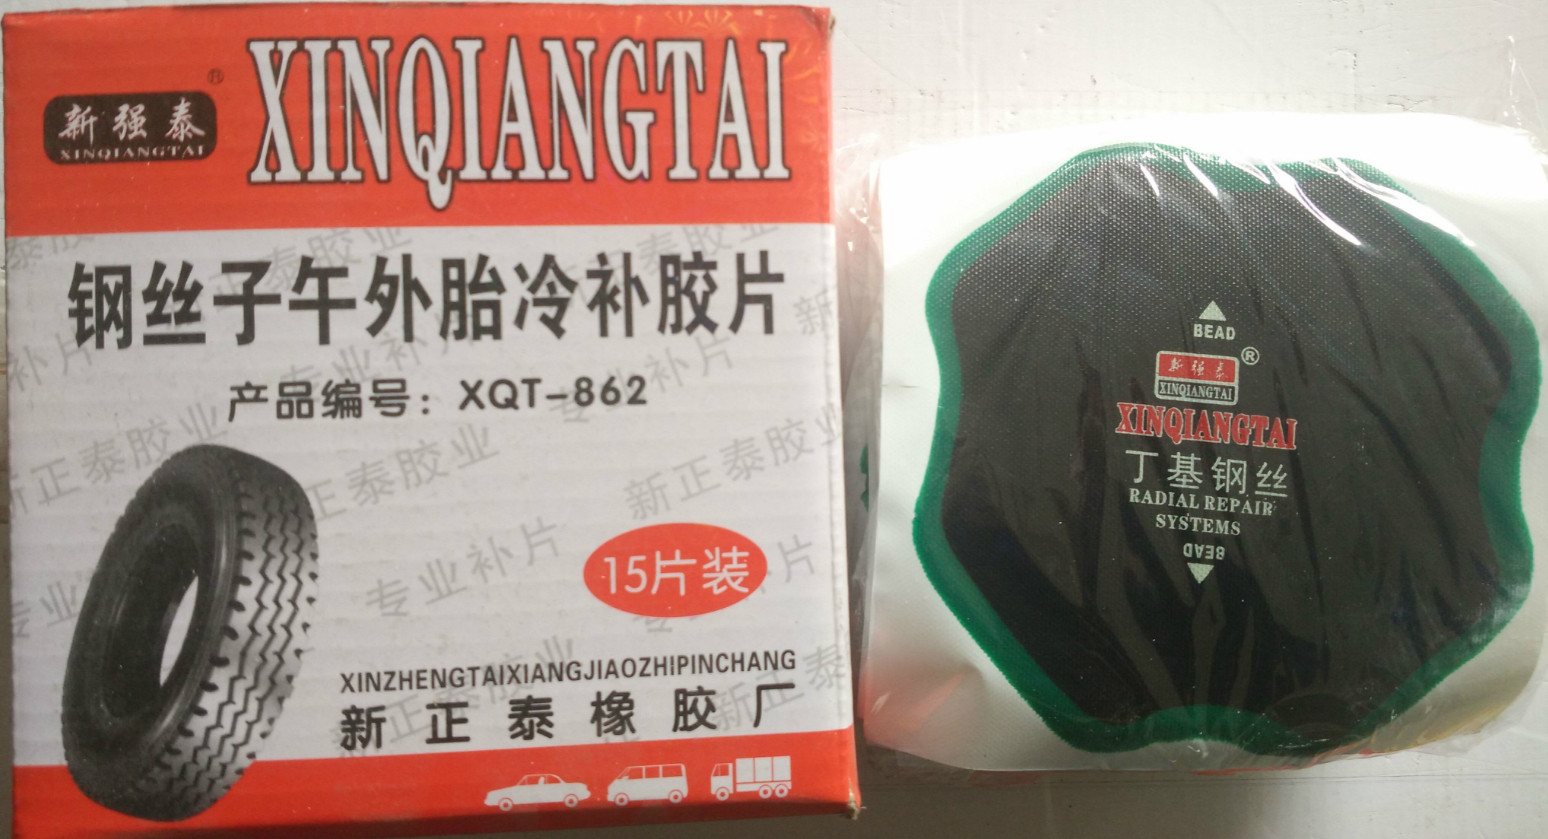 新强泰
®
XINQIANGTAI
XINQIANGTAI
钢丝子午外胎冷补胶片
产品编号：XQT-862
新正泰胶业
专业补片
15片装
XINZHENGTAIXIANGJIAOZHIPINCHANG
新正泰橡胶厂
BEAD
新强泰
®
XINQIANGTAI
XINQIANGTAI
丁基钢丝
RADIAL REPAIR
SYSTEMS
BEAD